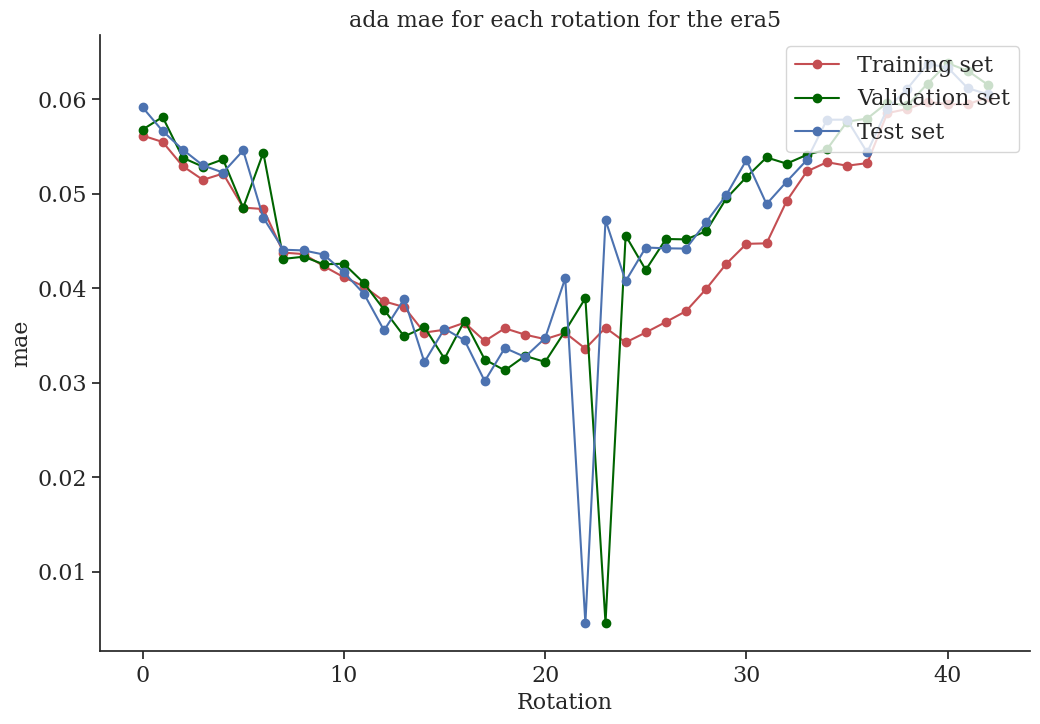 ada mae for each rotation for the era5
Training set
Validation set
Test set
0.06
0.05
0.04
0.03
0.02
0.01
mae
0 10 20 30 40
Rotation